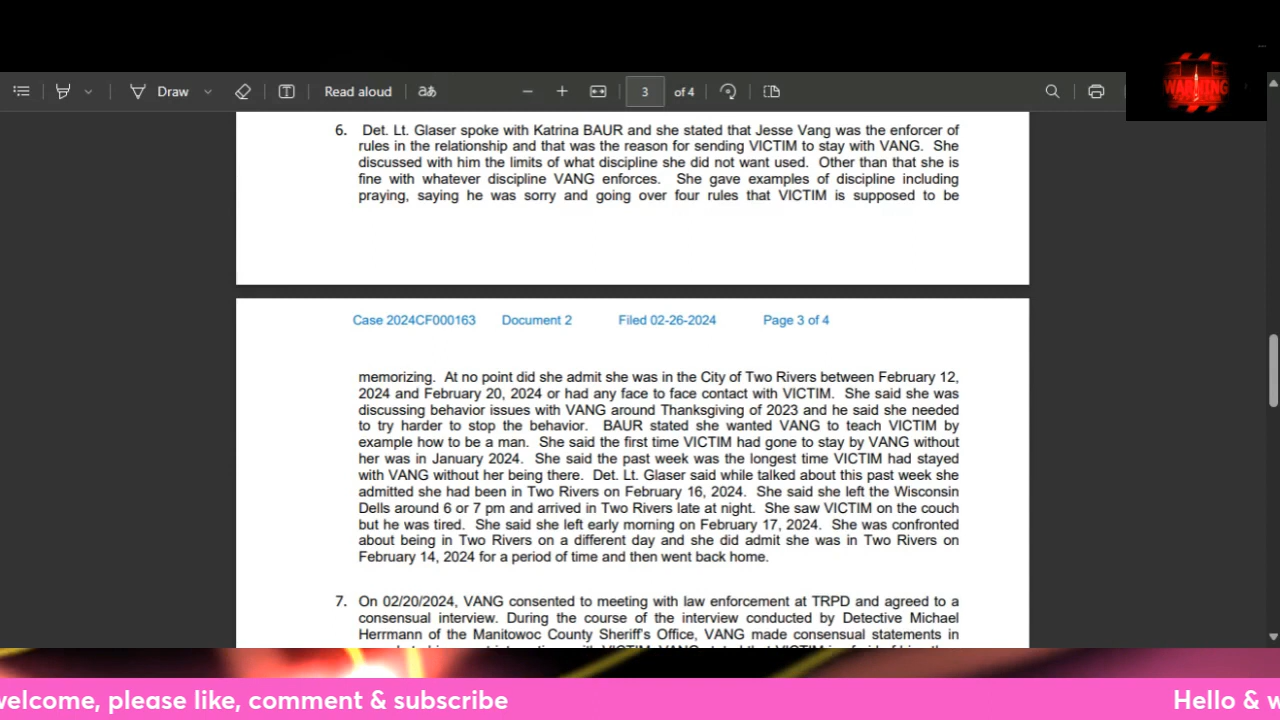 WARNING
Draw
Read aloud
3
of 4
6. Det. Lt. Glaser spoke with Katrina BAUR and she stated that Jesse Vang was the enforcer of
rules in the relationship and that was the reason for sending VICTIM to stay with VANG. She
discussed with him the limits of what discipline she did not want used. Other than that she is
fine with whatever discipline VANG enforces. She gave examples of discipline including
praying, saying he was sorry and going over four rules that VICTIM is supposed to be
Case 2024CF000163 Document 2 Filed 02-26-2024 Page 3 of 4
memorizing. At no point did she admit she was in the City of Two Rivers between February 12,
2024 and February 20, 2024 or had any face to face contact with VICTIM. She said she was
discussing behavior issues with VANG around Thanksgiving of 2023 and he said she needed
to try harder to stop the behavior. BAUR stated she wanted VANG to teach VICTIM by
example how to be a man. She said the first time VICTIM had gone to stay by VANG without
her was in January 2024. She said the past week was the longest time VICTIM had stayed
with VANG without her being there. Det. Lt. Glaser said while talked about this past week she
admitted she had been in Two Rivers on February 16, 2024. She said she left the Wisconsin
Dells around 6 or 7 pm and arrived in Two Rivers late at night. She saw VICTIM on the couch
but he was tired. She said she left early morning on February 17, 2024. She was confronted
about being in Two Rivers on a different day and she did admit she was in Two Rivers on
February 14, 2024 for a period of time and then went back home.
7. On 02/20/2024, VANG consented to meeting with law enforcement at TRPD and agreed to a
consensual interview. During the course of the interview conducted by Detective Michael
Herrmann of the Manitowoc County Sheriff's Office, VANG made consensual statements in
welcome, please like, comment & subscribe
Hello & w